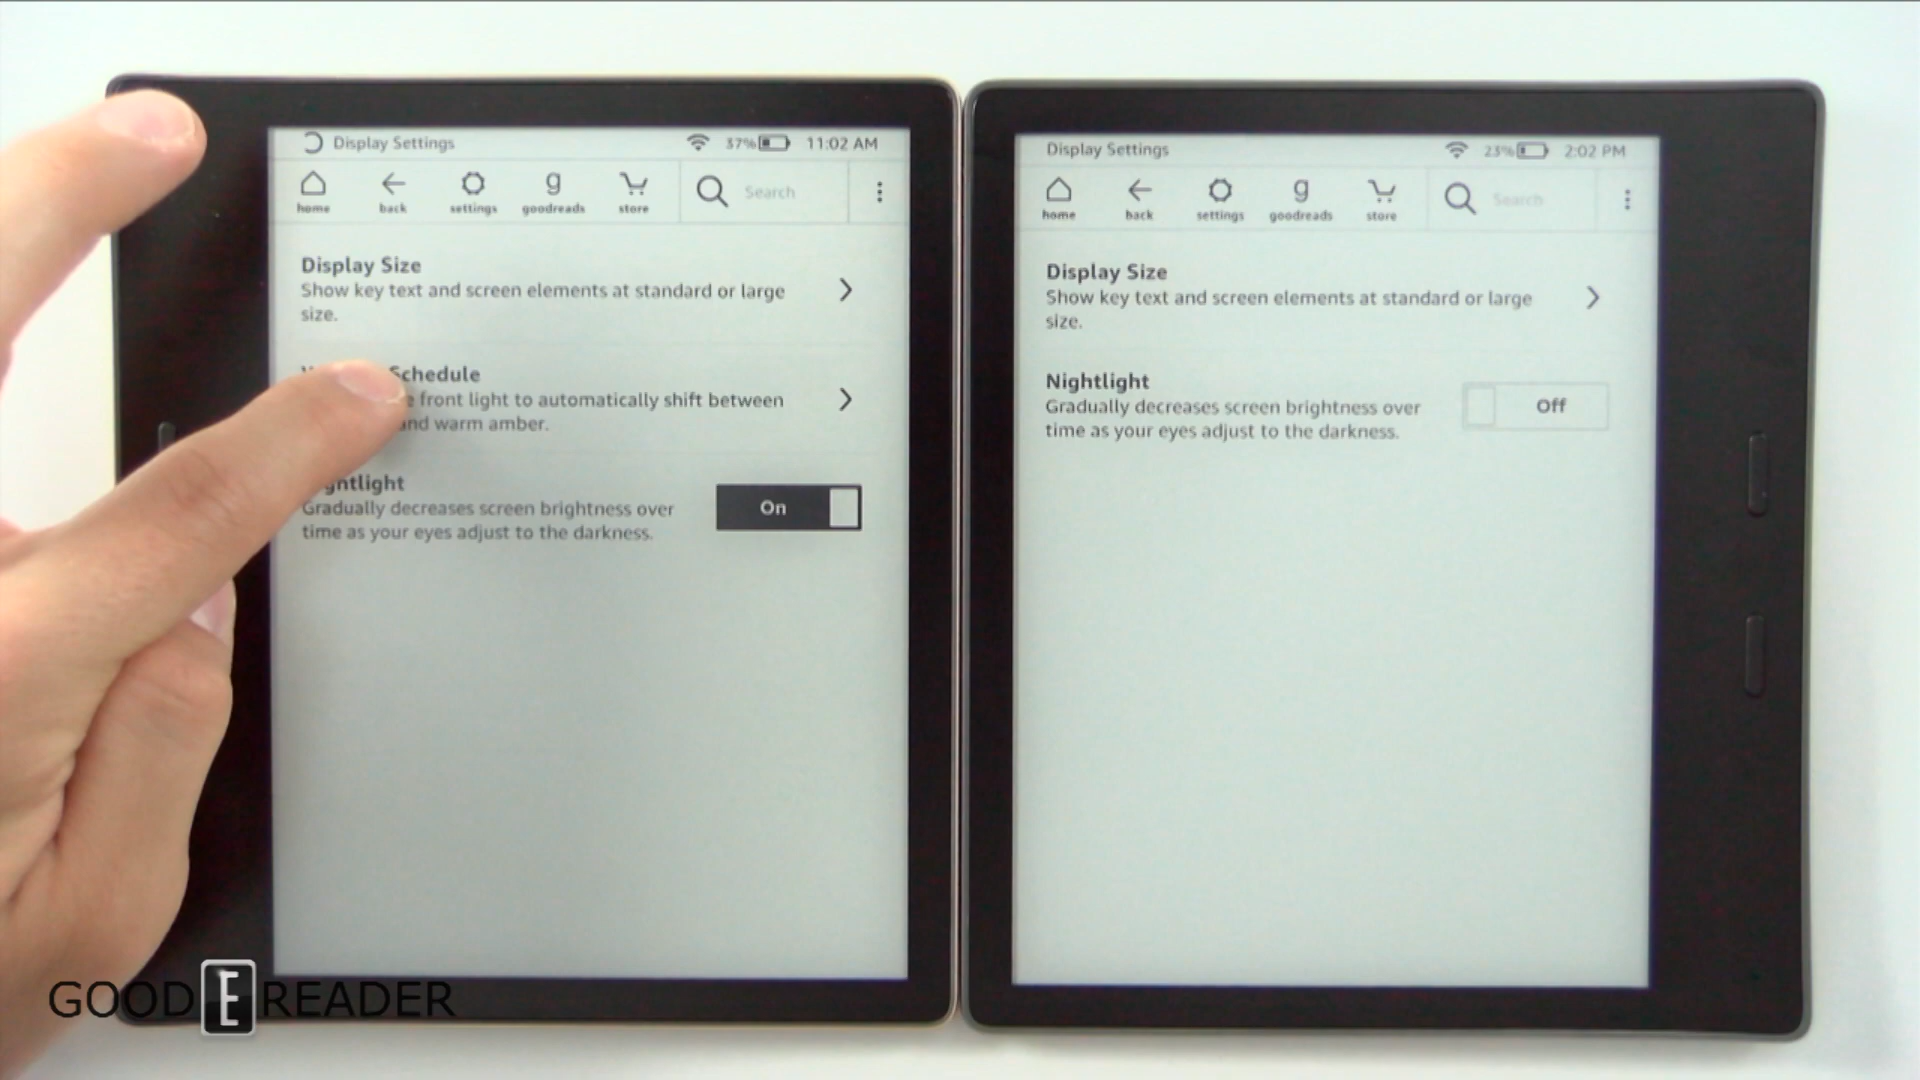 Display Settings 37% 11:02 AM
home back settings goodreads store Search
Display Size
Show key text and screen elements at standard or large
size.
Schedule
front light to automatically shift between
and warm amber.
Gradually decreases screen brightness over
time as your eyes adjust to the darkness.
On
Display Settings 23% 2:02 PM
home back settings goodreads store Search
Display Size
Show key text and screen elements at standard or large
size.
Nightlight
Gradually decreases screen brightness over
time as your eyes adjust to the darkness.
Off
GOOD E READER